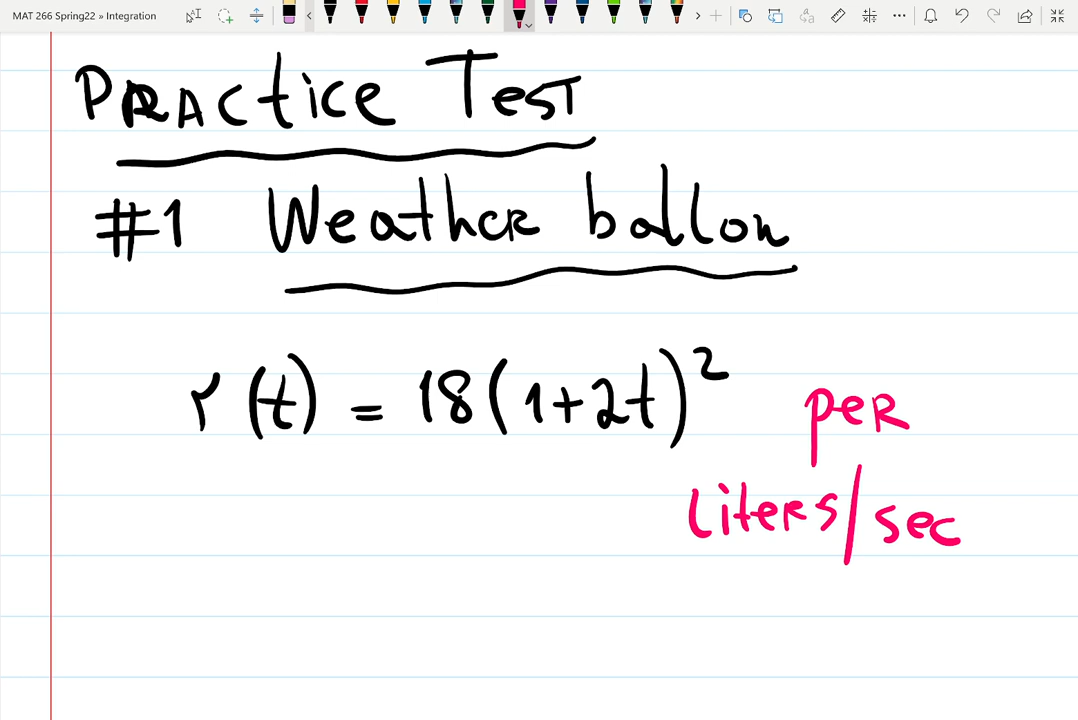 MAT 266 Spring22 » Integration
PRActice Test
#1 Weather ballon
r(t) = 18(1+2t)²
per
liters/sec